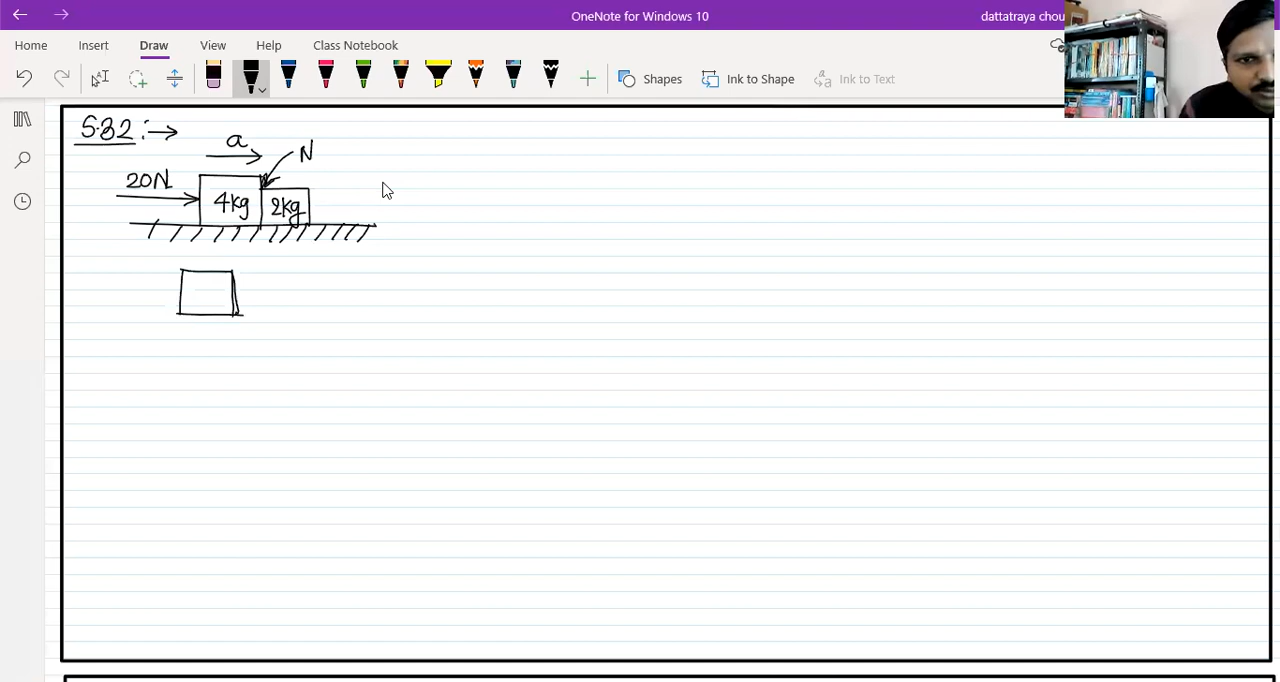 OneNote for Windows 10
dattatraya chou
Home Insert Draw View Help Class Notebook
Shapes Ink to Shape Ink to Text
5.32 :→
a
N
20N
4kg 2kg